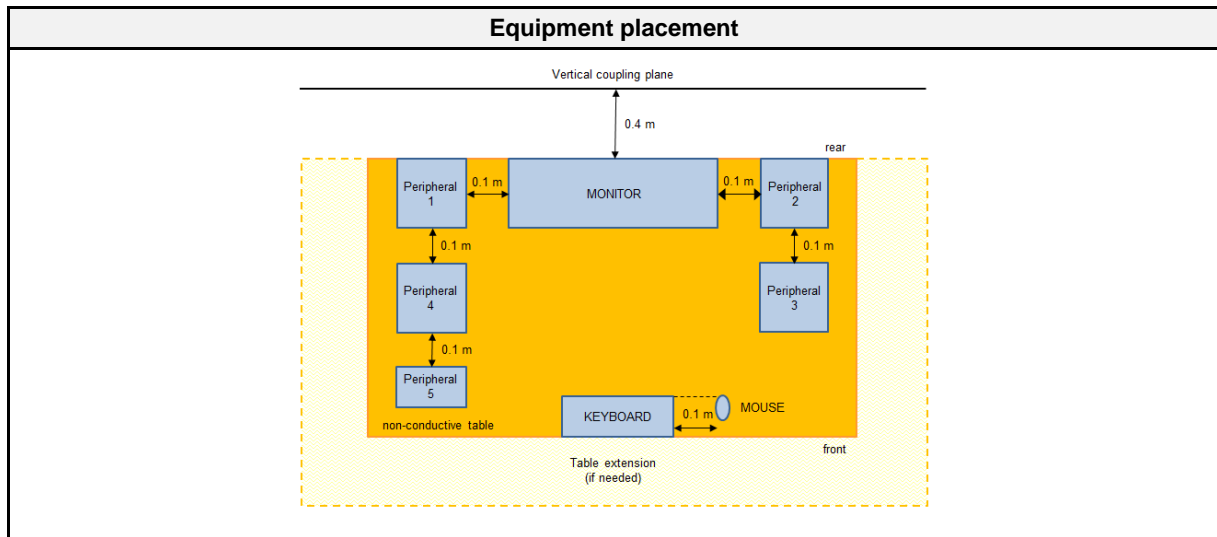 Equipment placement
Vertical coupling plane
0.4 m
rear
Peripheral
1
0.1 m
MONITOR
0.1 m
Peripheral
2
0.1 m
0.1 m
Peripheral
4
Peripheral
3
0.1 m
Peripheral
5
KEYBOARD
0.1 m
MOUSE
non-conductive table
front
Table extension
(if needed)